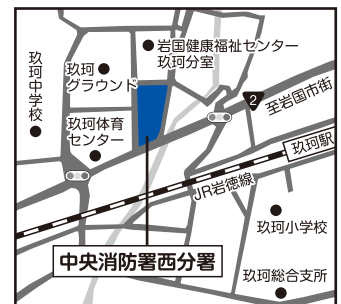 岩国健康福祉センター
玖珂分室
玖珂
グラウンド
玖珂中学校
2
至岩国市街
玖珂体育
センター
玖珂駅
JR岩徳線
玖珂小学校
中央消防署西分署
玖珂総合支所